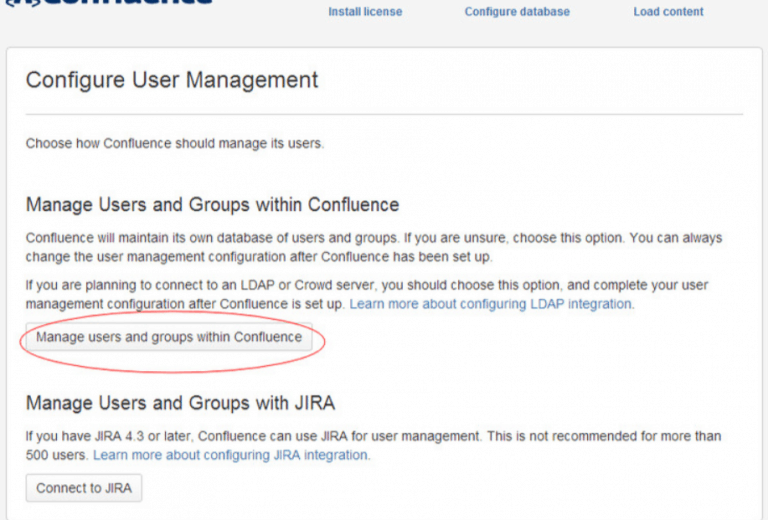 Confluence
Install license
Configure database
Load content
Configure User Management
Choose how Confluence should manage its users.
Manage Users and Groups within Confluence
Confluence will maintain its own database of users and groups. If you are unsure, choose this option. You can always
change the user management configuration after Confluence has been set up.
If you are planning to connect to an LDAP or Crowd server, you should choose this option, and complete your user
management configuration after Confluence is set up. Learn more about configuring LDAP integration.
Manage users and groups within Confluence
Manage Users and Groups with JIRA
If you have JIRA 4.3 or later, Confluence can use JIRA for user management. This is not recommended for more than
500 users. Learn more about configuring JIRA integration.
Connect to JIRA